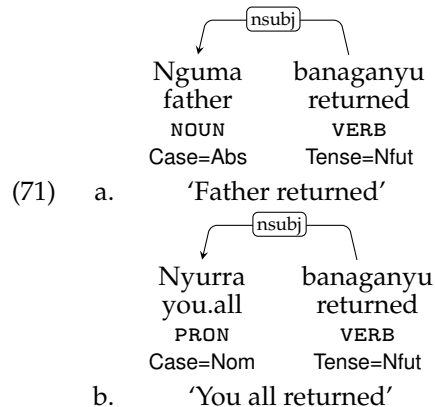 nsubj
Nguma banaganyu
father returned
NOUN VERB
Case=Abs Tense=Nfut
(71) a. ‘Father returned’
nsubj
Nyurra banaganyu
you.all returned
PRON VERB
Case=Nom Tense=Nfut
b. ‘You all returned’